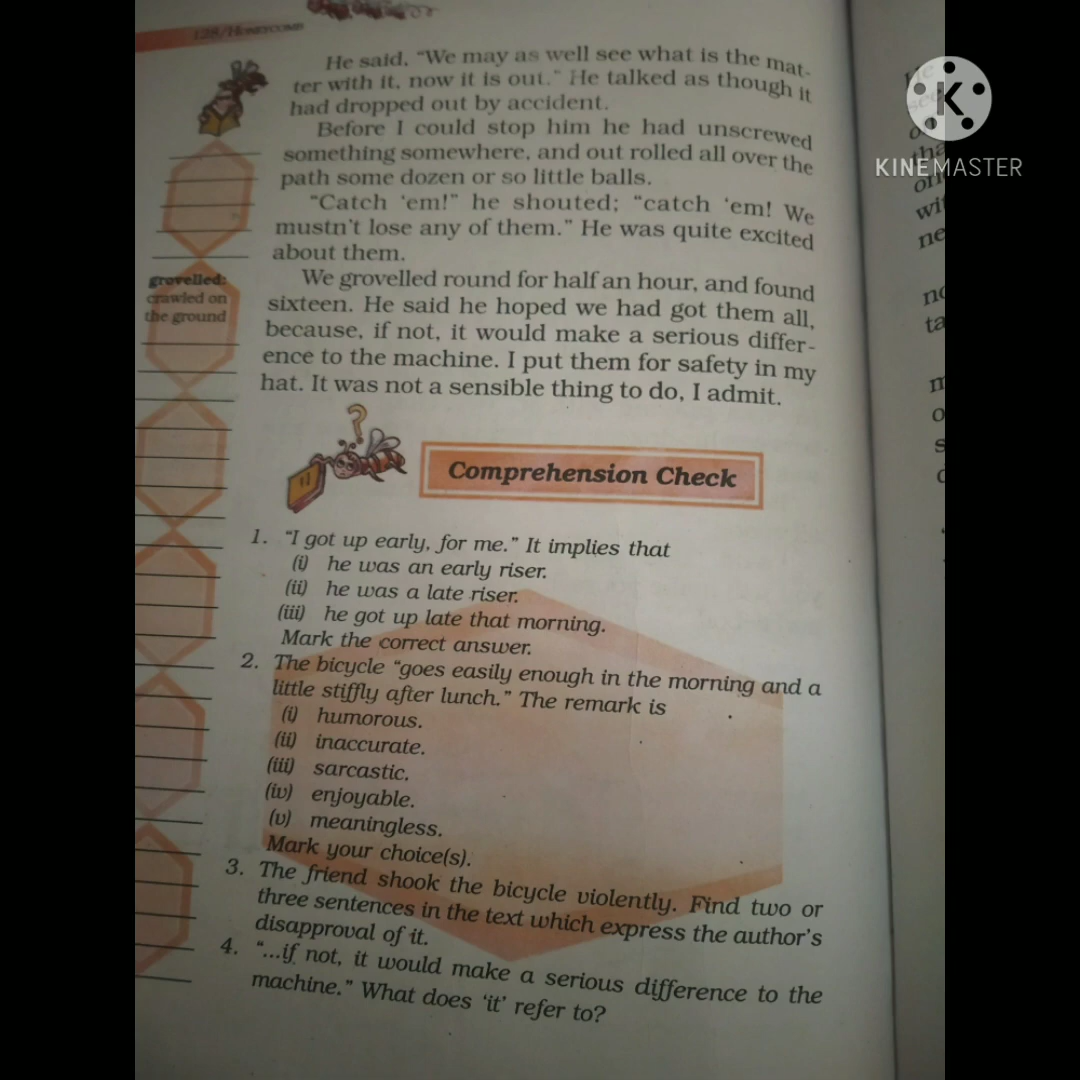 128/HONEYCOMB
He said, "We may as well see what is the mat-
ter with it, now it is out." He talked as though it
had dropped out by accident.
Before I could stop him he had unscrewed
something somewhere, and out rolled all over the
path some dozen or so little balls.
"Catch 'em!" he shouted; "catch 'em! We
mustn't lose any of them." He was quite excited
about them.
We grovelled round for half an hour, and found
sixteen. He said he hoped we had got them all,
because, if not, it would make a serious differ-
ence to the machine. I put them for safety in my
hat. It was not a sensible thing to do, I admit.
grovelled:
crawled on
the ground
Comprehension Check
1. "I got up early, for me." It implies that
(i) he was an early riser.
(ii) he was a late riser.
(iii) he got up late that morning.
Mark the correct answer.
2. The bicycle "goes easily enough in the morning and a
little stiffly after lunch." The remark is
(i) humorous.
(ii) inaccurate.
(iii) sarcastic.
(iv) enjoyable.
(v) meaningless.
Mark your choice(s).
3. The friend shook the bicycle violently. Find two or
three sentences in the text which express the author's
disapproval of it.
4. "...if not, it would make a serious difference to the
machine." What does 'it' refer to?
K
KINEMASTER